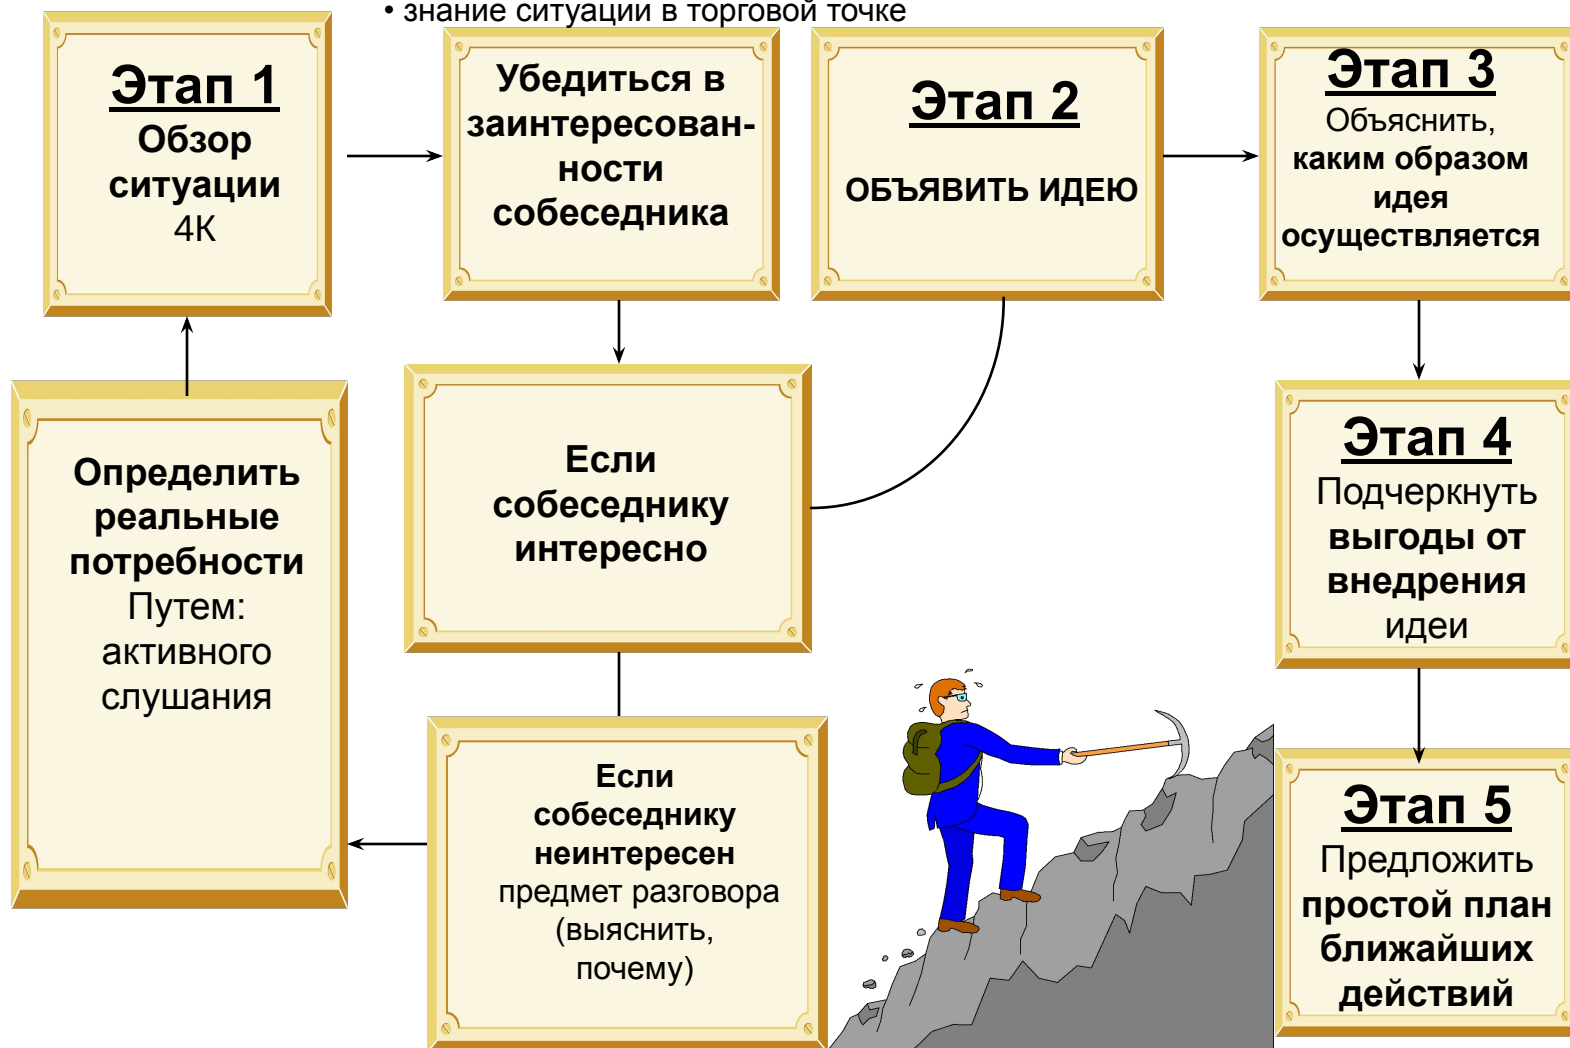 • знание ситуации в торговой точке
Этап 1
Обзор
ситуации
4К
Убедиться в
заинтересован-
ности
собеседника
Этап 2
ОБЪЯВИТЬ ИДЕЮ
Этап 3
Объяснить,
каким образом
идея
осуществляется
Определить
реальные
потребности
Путем:
активного
слушания
Если
собеседнику
интересно
Этап 4
Подчеркнуть
выгоды от
внедрения
идеи
Если
собеседнику
неинтересен
предмет разговора
(выяснить,
почему)
Этап 5
Предложить
простой план
ближайших
действий